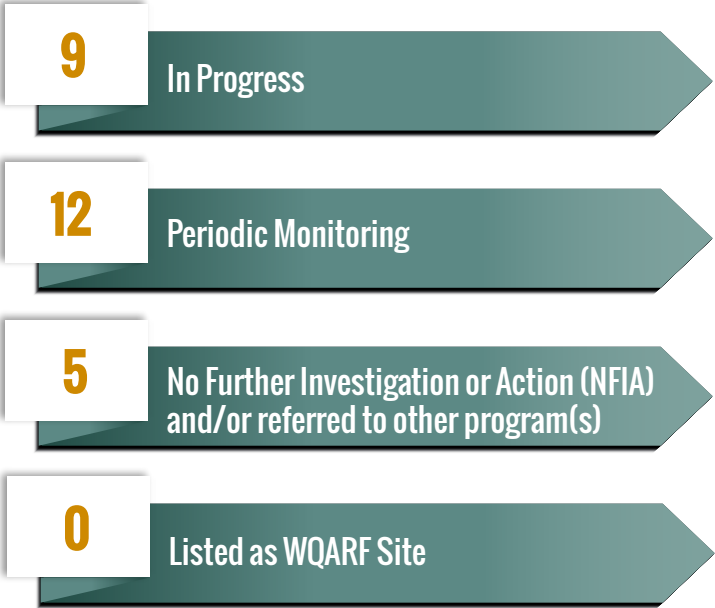 9
In Progress
12
Periodic Monitoring
5
No Further Investigation or Action (NFIA)
and/or referred to other program(s)
0
Listed as WQARF Site